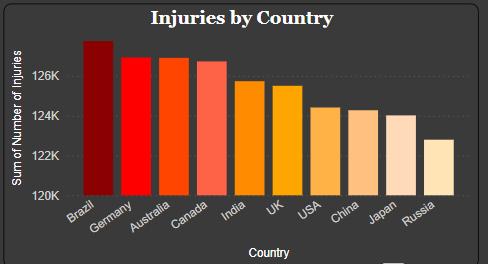 Injuries by Country
Sum of Number of Injuries
126K
124K
122K
120K
Brazil
Germany
Australia
Canada
India
UK
USA
China
Japan
Russia
Country